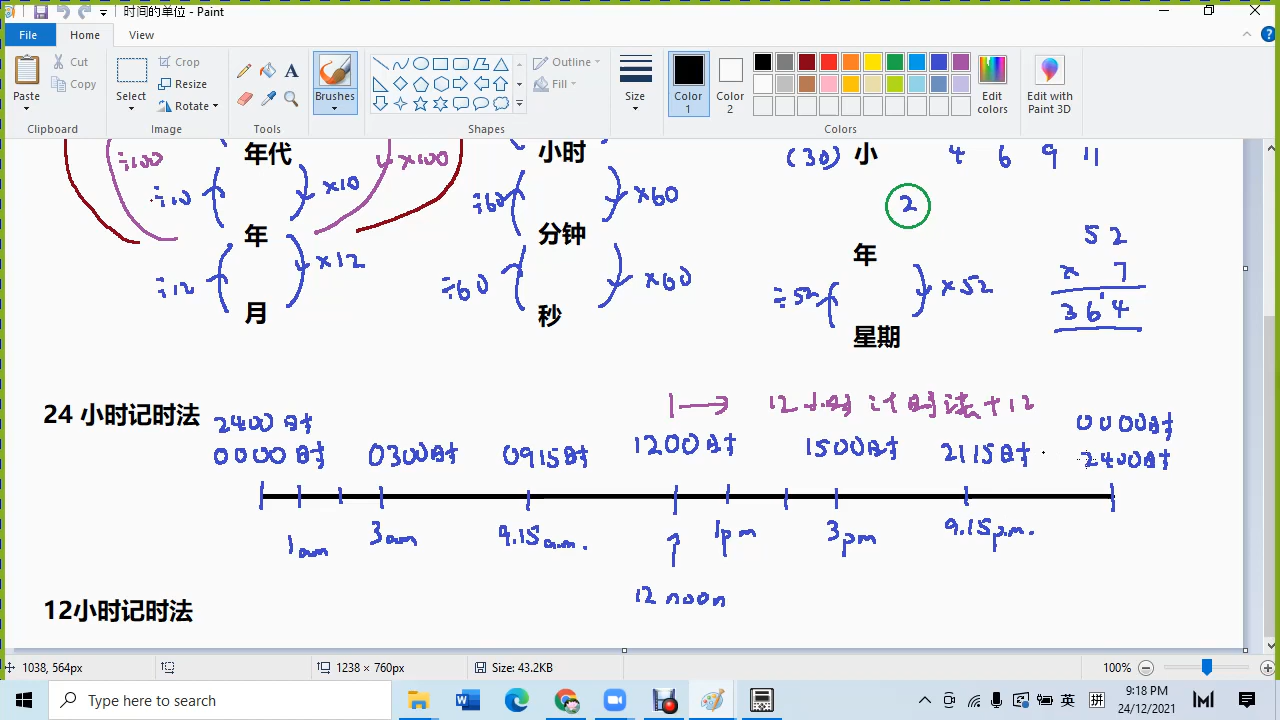 时间的单位 - Paint
File
Home
View
Paste
Cut
Copy
Clipboard
Select
Crop
Resize
Rotate
Image
Tools
Brushes
Shapes
Outline
Fill
Size
Color 1
Color 2
Edit colors
Colors
Edit with Paint 3D
÷100
年代
×100
÷10
×10
年
÷12
×12
月
小时
÷60
×60
分钟
÷60
×60
秒
(30) 小 4 6 9 11
2
年
÷52
×52
星期
52
× 7
364
24 小时记时法
12小时计时法+12
2400时
0000时
0300时
0915时
1200时
1500时
2115时
0000时
2400时
1am
3am
9.15a.m.
1pm
3pm
9.15p.m.
12 noon
12小时记时法
1038, 564px
1238 × 760px
Size: 43.2KB
100%
Type here to search
英
拼
9:18 PM
24/12/2021